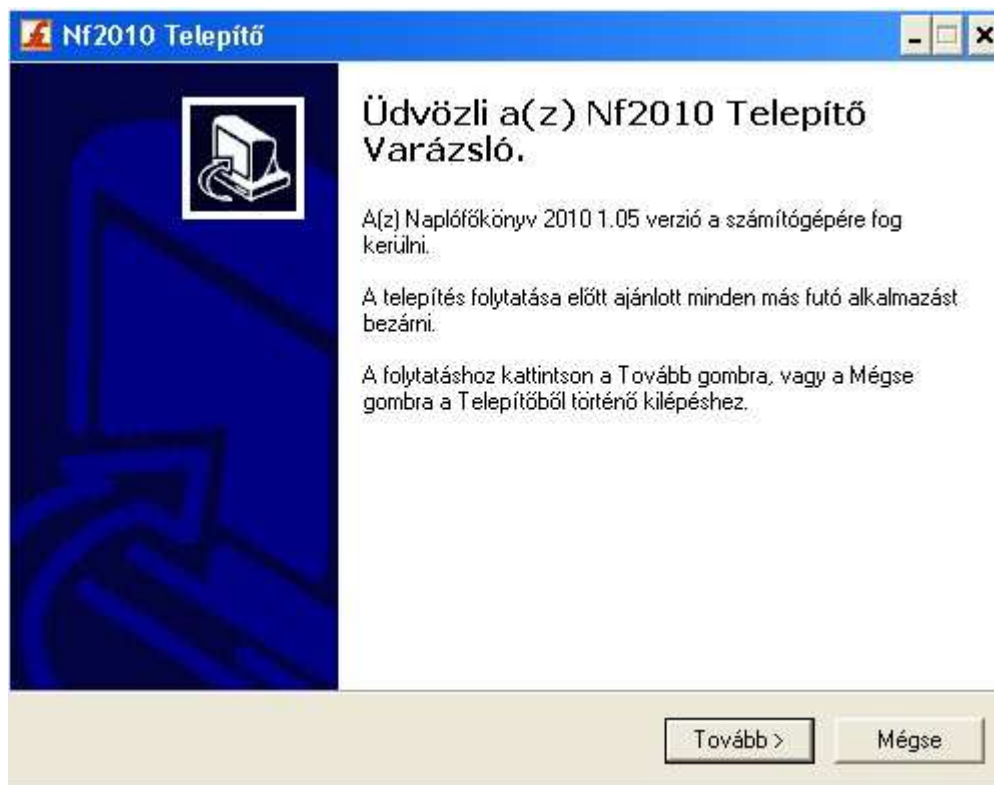 Nf2010 Telepítő
Üdvözli a(z) Nf2010 Telepítő
Varázsló.
A(z) Naplófőkönyv 2010 1.05 verzió a számítógépére fog
kerülni.
A telepítés folytatása előtt ajánlott minden más futó alkalmazást
bezárni.
A folytatáshoz kattintson a Tovább gombra, vagy a Mégse
gombra a Telepítőből történő kilépéshez.
Tovább >
Mégse